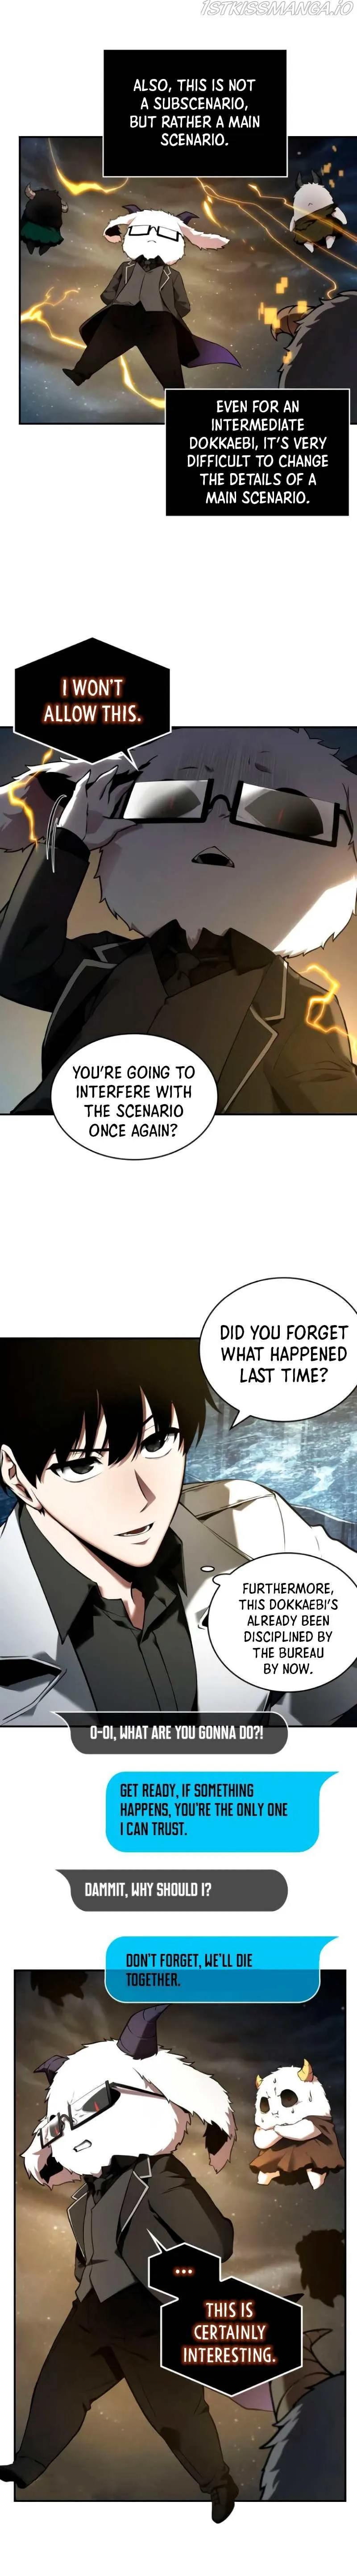 1STKISSMANGA.IO
ALSO, THIS IS NOT
A SUBSCENARIO,
BUT RATHER A MAIN
SCENARIO.
EVEN FOR AN
INTERMEDIATE
DOKKAEBI, IT'S VERY
DIFFICULT TO CHANGE
THE DETAILS OF A
MAIN SCENARIO.
I WON'T
ALLOW THIS.
YOU'RE GOING TO
INTERFERE WITH
THE SCENARIO
ONCE AGAIN?
DID YOU FORGET
WHAT HAPPENED
LAST TIME?
FURTHERMORE,
THIS DOKKAEBI'S
ALREADY BEEN
DISCIPLINED BY
THE BUREAU
BY NOW.
O-OI, WHAT ARE YOU GONNA DO?!
GET READY, IF SOMETHING
HAPPENS, YOU'RE THE ONLY ONE
I CAN TRUST.
DAMMIT, WHY SHOULD I?
DON'T FORGET, WE'LL DIE
TOGETHER.
...
THIS IS
CERTAINLY
INTERESTING.